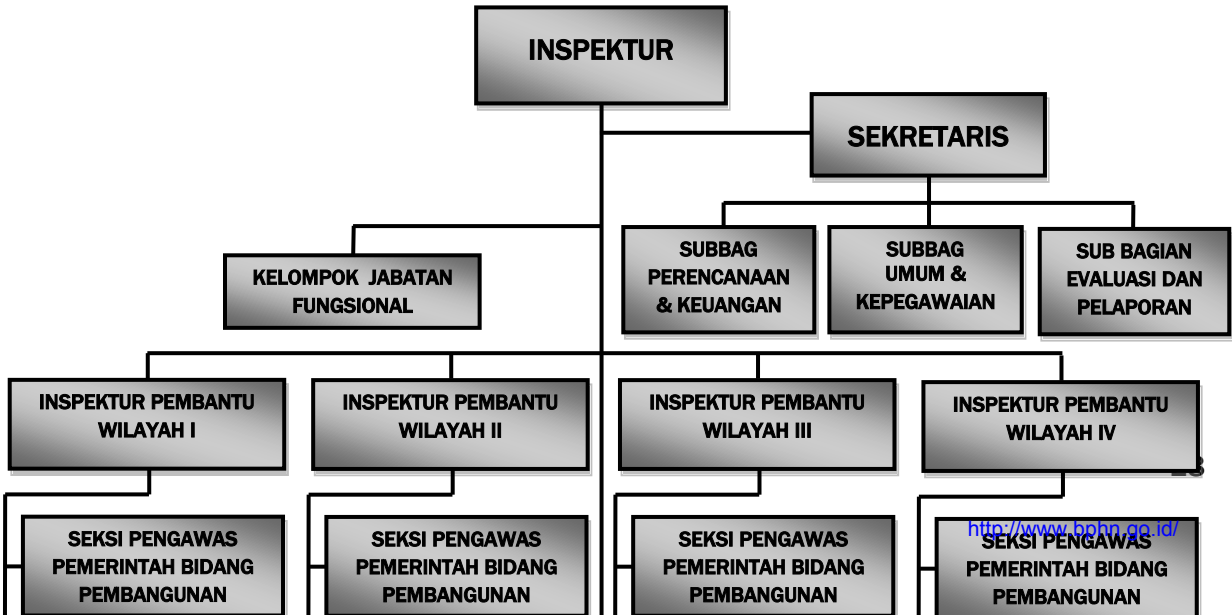 INSPEKTUR
SEKRETARIS
KELOMPOK JABATAN
FUNGSIONAL
SUBBAG
PERENCANAAN
& KEUANGAN
SUBBAG
UMUM &
KEPEGAWAIAN
SUB BAGIAN
EVALUASI DAN
PELAPORAN
INSPEKTUR PEMBANTU
WILAYAH I
INSPEKTUR PEMBANTU
WILAYAH II
INSPEKTUR PEMBANTU
WILAYAH III
INSPEKTUR PEMBANTU
WILAYAH IV
SEKSI PENGAWAS
PEMERINTAH BIDANG
PEMBANGUNAN
SEKSI PENGAWAS
PEMERINTAH BIDANG
PEMBANGUNAN
SEKSI PENGAWAS
PEMERINTAH BIDANG
PEMBANGUNAN
http://www.bphn.go.id/
SEKSI PENGAWAS
PEMERINTAH BIDANG
PEMBANGUNAN